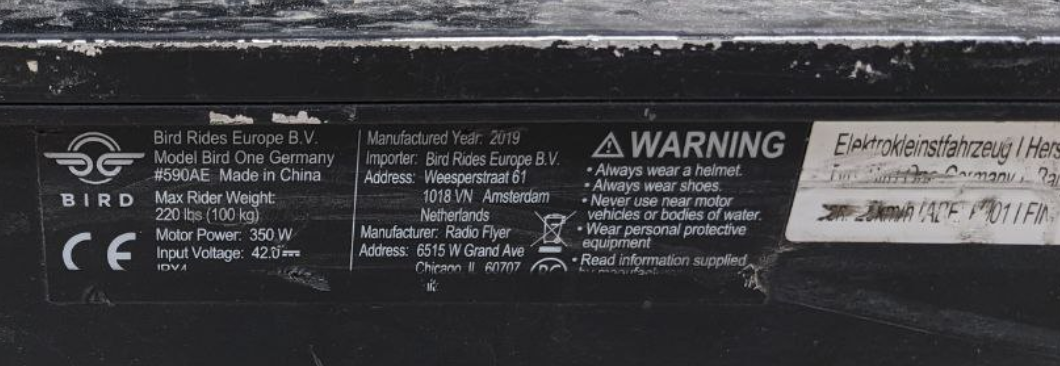 BIRD
CE
Bird Rides Europe B.V.
Model Bird One Germany
#590AE Made in China
Max Rider Weight:
220 lbs (100 kg)
Motor Power: 350 W
Input Voltage: 42.0
IPX4
Manufactured Year: 2019
Importer: Bird Rides Europe B.V.
Address: Weesperstraat 61
1018 VN Amsterdam
Netherlands
Manufacturer: Radio Flyer
Address: 6515 W Grand Ave
Chicago IL 60707
WARNING
• Always wear a helmet.
• Always wear shoes.
• Never use near motor
vehicles or bodies of water.
• Wear personal protective
equipment
• Read information supplied
by manufacturer
Elektrokleinstfahrzeug I Hers